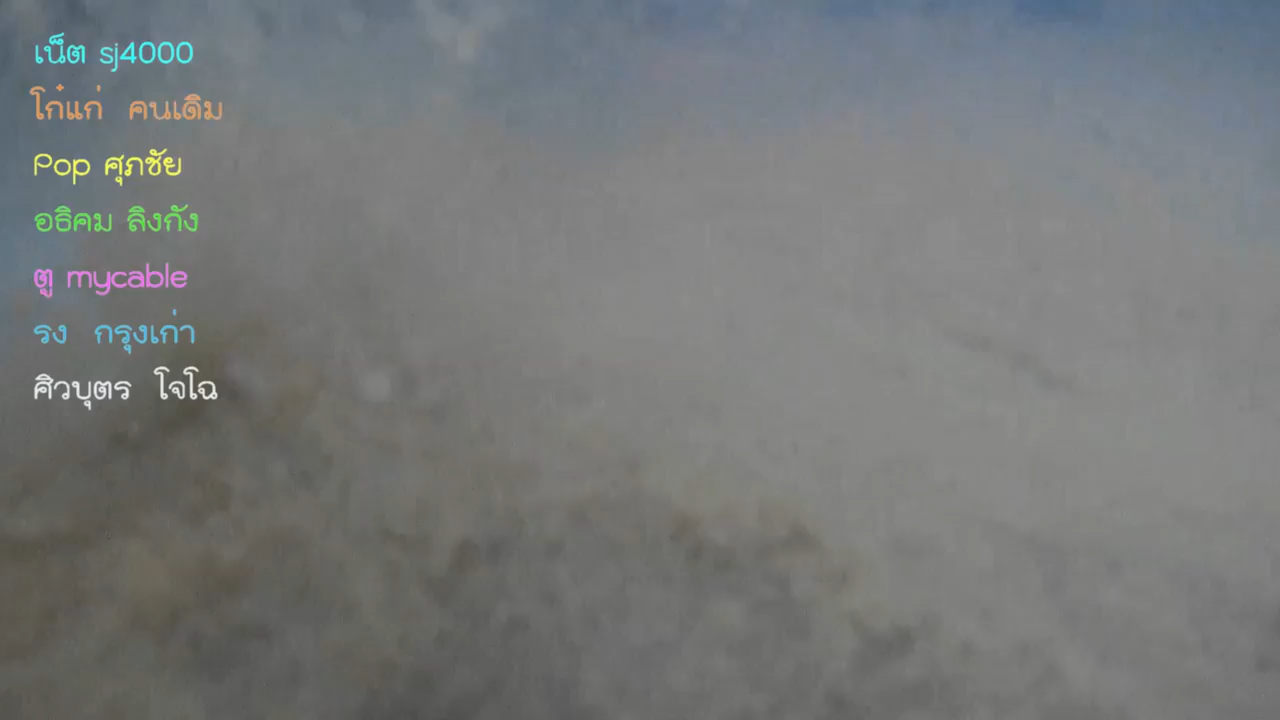 เน็ต sj4000
โก๋แก่ คนเดิม
Pop ศุภชัย
อธิคม ลิงกัง
ตู mycable
รง กรุงเก่า
ศิวบุตร โจโฉ